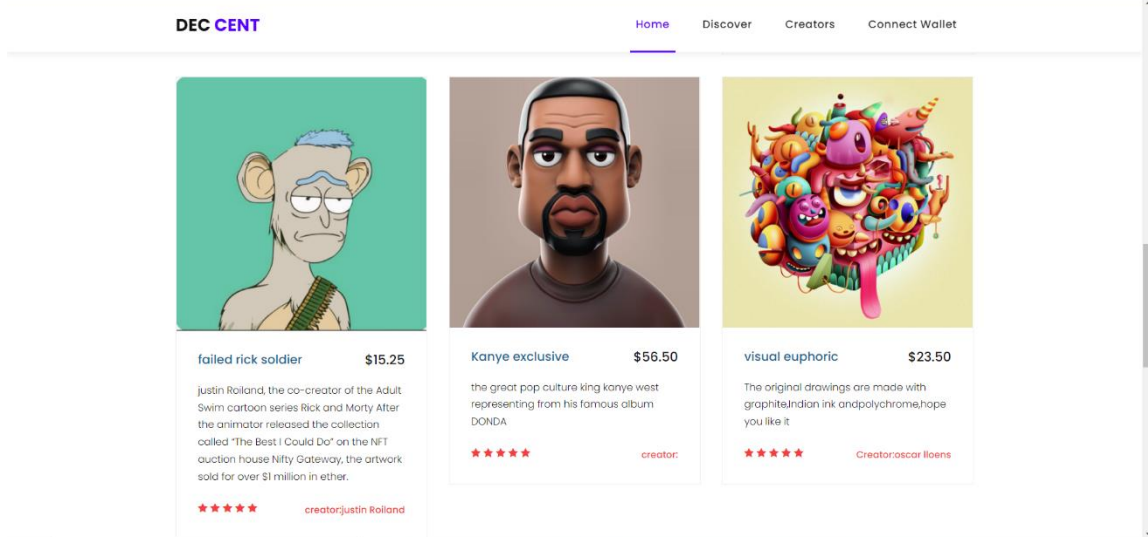 DEC CENT
Home Discover Creators Connect Wallet
failed rick soldier $15.25
justin Roiland, the co-creator of the Adult
Swim cartoon series Rick and Morty After
the animator released the collection
called “The Best I Could Do” on the NFT
auction house Nifty Gateway, the artwork
sold for over $1 million in ether.
creator:justin Roiland
Kanye exclusive $56.50
the great pop culture king kanye west
representing from his famous album
DONDA
creator:
visual euphoric $23.50
The original drawings are made with
graphite,Indian ink andpolychrome,hope
you like it
Creator:oscar lloens